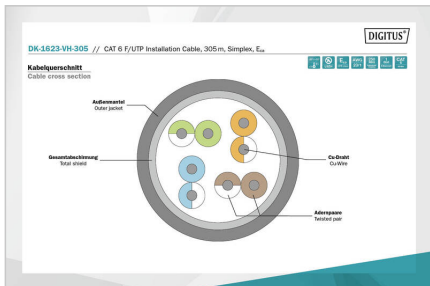 DIGITUS®
DK-1623-VH-305 // CAT 6 F/UTP Installation Cable, 305 m, Simplex, Eca
Kabelquerschnitt
Cable cross section
Außenmantel
Outer jacket
Gesamtabschirmung
Total shield
Cu-Draht
Cu-Wire
Adernpaare
Twisted pair